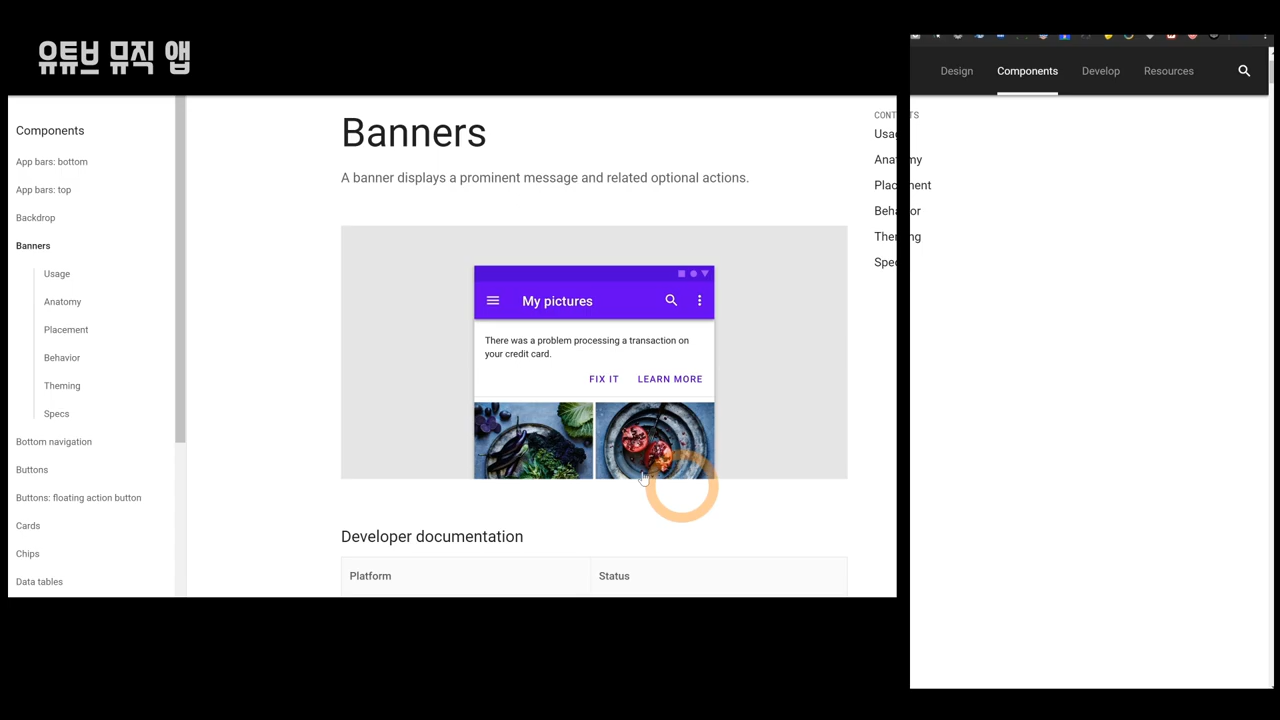 유튜브 뮤직 앱
Design
Components
Develop
Resources
Components
App bars: bottom
App bars: top
Backdrop
Banners
Usage
Anatomy
Placement
Behavior
Theming
Specs
Bottom navigation
Buttons
Buttons: floating action button
Cards
Chips
Data tables
Banners
A banner displays a prominent message and related optional actions.
My pictures
There was a problem processing a transaction on
your credit card.
FIX IT
LEARN MORE
Developer documentation
Platform
Status